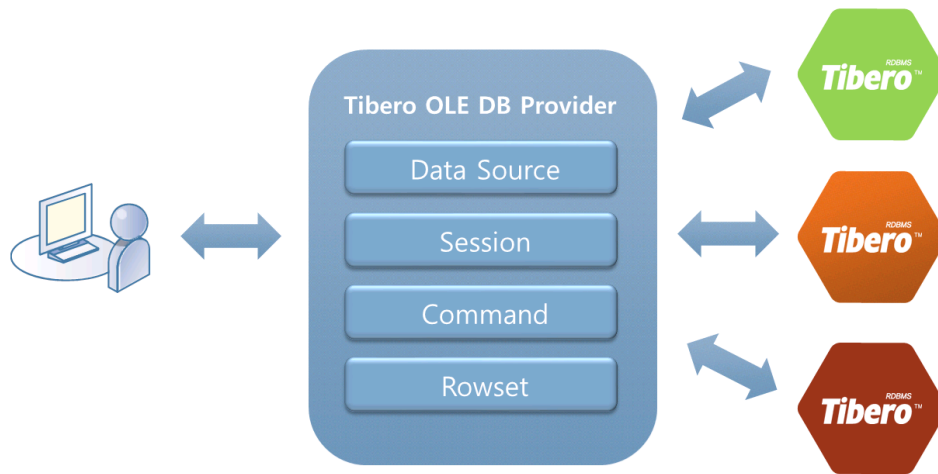 Tibero OLE DB Provider
Data Source
Session
Command
Rowset
RDBMS
Tibero™
RDBMS
Tibero™
RDBMS
Tibero™